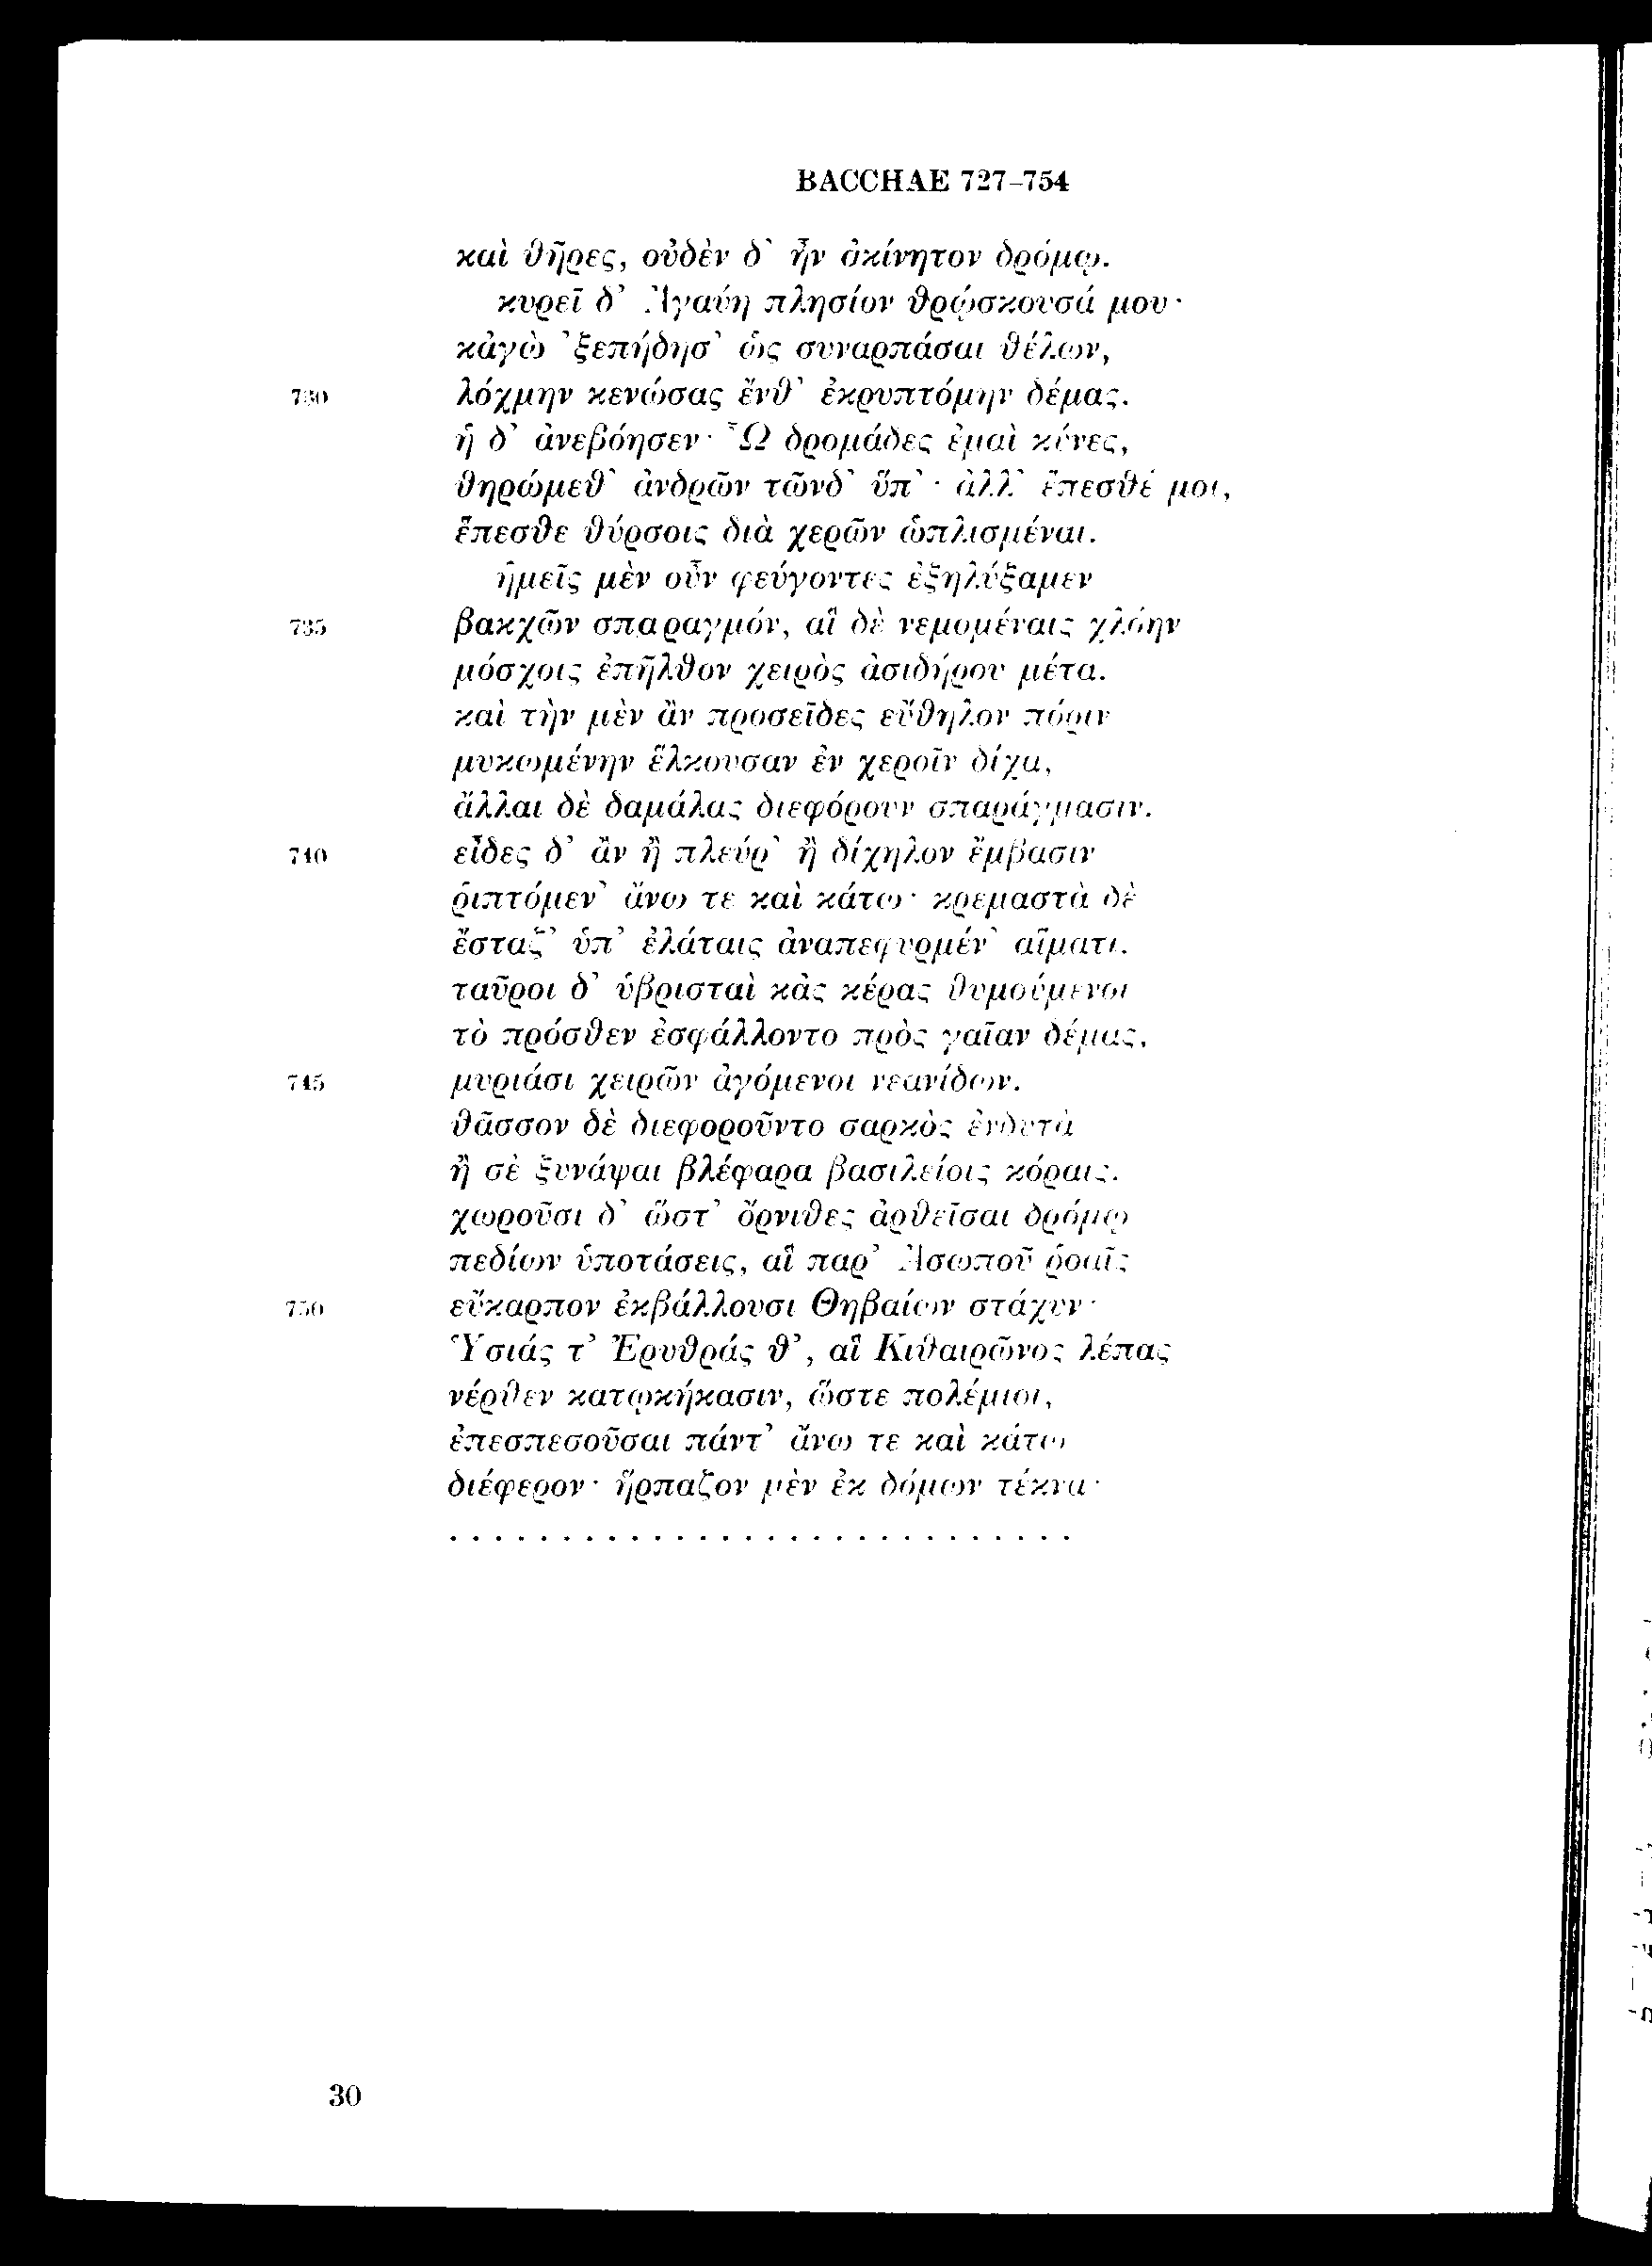 BACCHAE 727-754
καὶ θῆρες, οὐδὲν δ' ἦν ἀκίνητον δρόμῳ.
κυρεῖ δ' Ἀγαύη πλησίον θρῴσκουσά μου·
κἀγὼ 'ξεπήδησ' ὡς συναρπάσαι θέλων,
730 λόχμην κενώσας ἔνθ' ἐκρυπτόμην δέμας.
ἡ δ' ἀνεβόησεν· Ὦ δρομάδες ἐμαὶ κύνες,
θηρώμεθ' ἀνδρῶν τῶνδ' ὕπ'· ἀλλ' ἕπεσθέ μοι,
ἕπεσθε θύρσοις διὰ χερῶν ὡπλισμέναι.
ἡμεῖς μὲν οὖν φεύγοντες ἐξηλύξαμεν
735 βακχῶν σπαραγμόν, αἳ δὲ νεμομέναις χλόην
μόσχοις ἐπῆλθον χειρὸς ἀσιδήρου μέτα.
καὶ τὴν μὲν ἂν προσεῖδες εὔθηλον πόριν
μυκωμένην ἕλκουσαν ἐν χεροῖν δίχα,
ἄλλαι δὲ δαμάλας διεφόρουν σπαράγμασιν.
740 εἶδες δ' ἂν ἢ πλεύρ' ἢ δίχηλον ἔμβασιν
ῥιπτόμεν' ἄνω τε καὶ κάτω· κρεμαστὰ δὲ
ἔσταζ' ὑπ' ἐλάταις ἀναπεφυρμέν' αἵματι.
ταῦροι δ' ὑβρισταὶ κἀς κέρας θυμούμενοι
τὸ πρόσθεν ἐσφάλλοντο πρὸς γαῖαν δέμας,
745 μυριάσι χειρῶν ἀγόμενοι νεανίδων.
θᾶσσον δὲ διεφοροῦντο σαρκὸς ἐνδυτὰ
ἢ σὲ ξυνάψαι βλέφαρα βασιλείοις κόραις.
χωροῦσι δ' ὥστ' ὄρνιθες ἀρθεῖσαι δρόμῳ
πεδίων ὑποτάσεις, αἳ παρ' Ἀσωποῦ ῥοαῖς
750 εὔκαρπον ἐκβάλλουσι Θηβαίων στάχυν·
Ὑσιάς τ' Ἐρυθράς θ', αἳ Κιθαιρῶνος λέπας
νέρθεν κατῳκήκασιν, ὥστε πολέμιοι,
ἐπεσπεσοῦσαι πάντ' ἄνω τε καὶ κάτω
διέφερον· ἥρπαζον μὲν ἐκ δόμων τέκνα·
. . . . . . . . . . . . . . . . . . . . . . . . . . . .
30